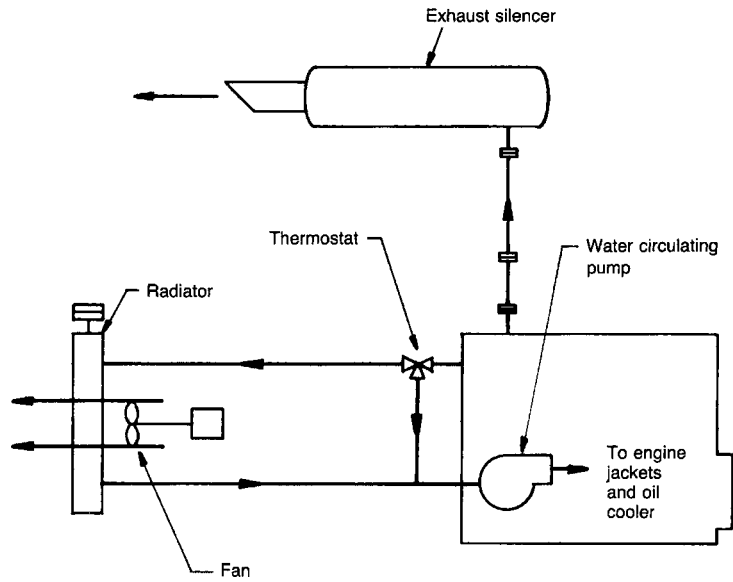 Exhaust silencer
Thermostat
Water circulating
pump
Radiator
To engine
jackets
and oil
cooler
Fan